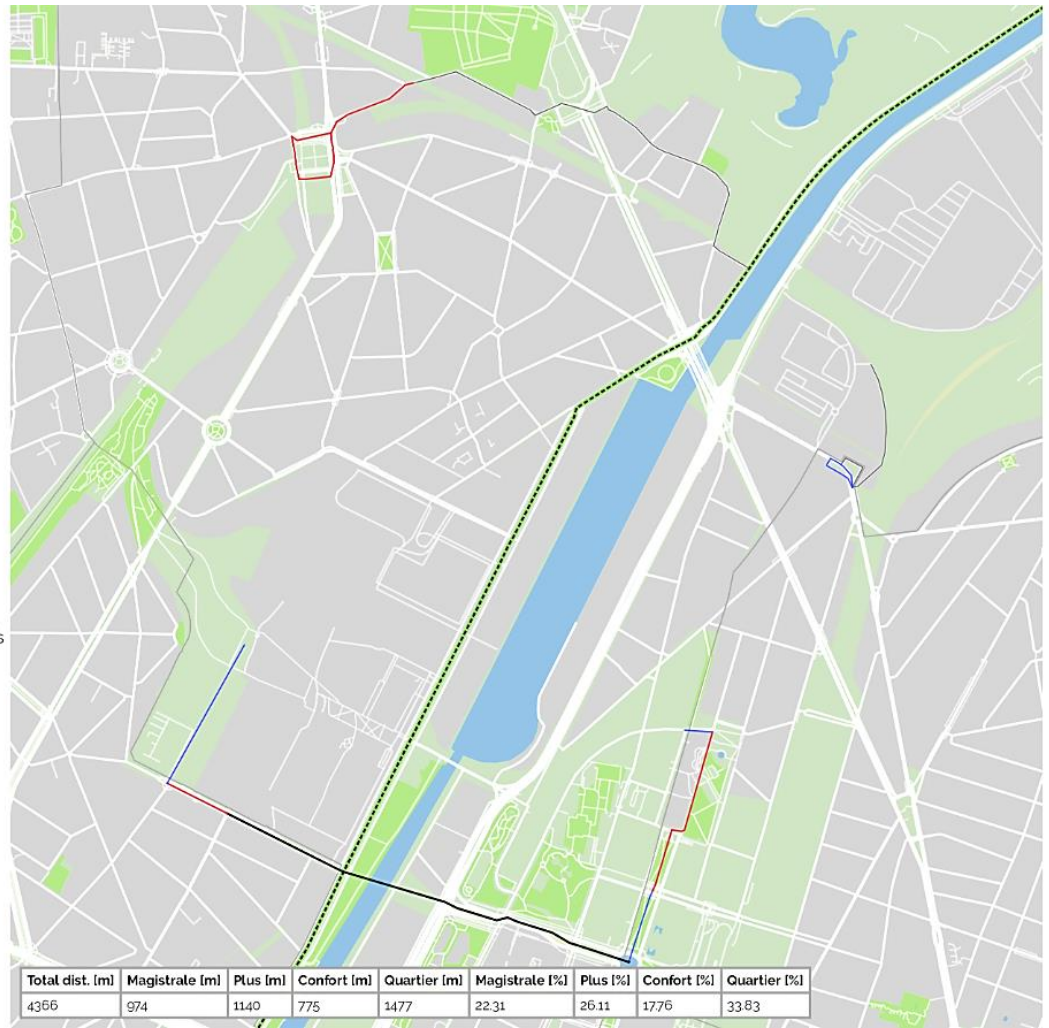 s
Total dist. [m] Magistrale [m] Plus [m] Confort [m] Quartier [m] Magistrale [%] Plus [%] Confort [%] Quartier [%]
4366 974 1140 775 1477 22.31 26.11 17.76 33.83